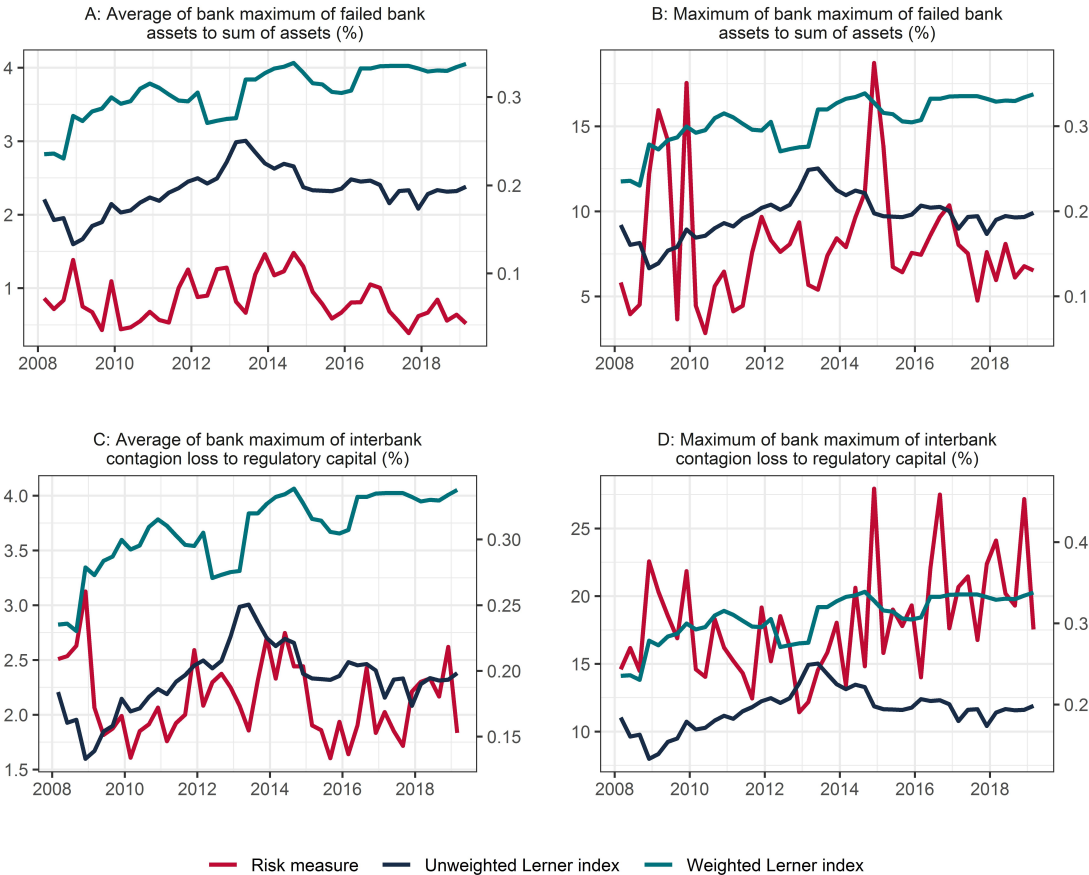 A: Average of bank maximum of failed bank
assets to sum of assets (%)
4
3
2
1
0.3
0.2
0.1
2008 2010 2012 2014 2016 2018
B: Maximum of bank maximum of failed bank
assets to sum of assets (%)
15
10
5
0.3
0.2
0.1
2008 2010 2012 2014 2016 2018
C: Average of bank maximum of interbank
contagion loss to regulatory capital (%)
4.0
3.5
3.0
2.5
2.0
1.5
0.30
0.25
0.20
0.15
2008 2010 2012 2014 2016 2018
D: Maximum of bank maximum of interbank
contagion loss to regulatory capital (%)
25
20
15
10
0.4
0.3
0.2
2008 2010 2012 2014 2016 2018
Risk measure Unweighted Lerner index Weighted Lerner index